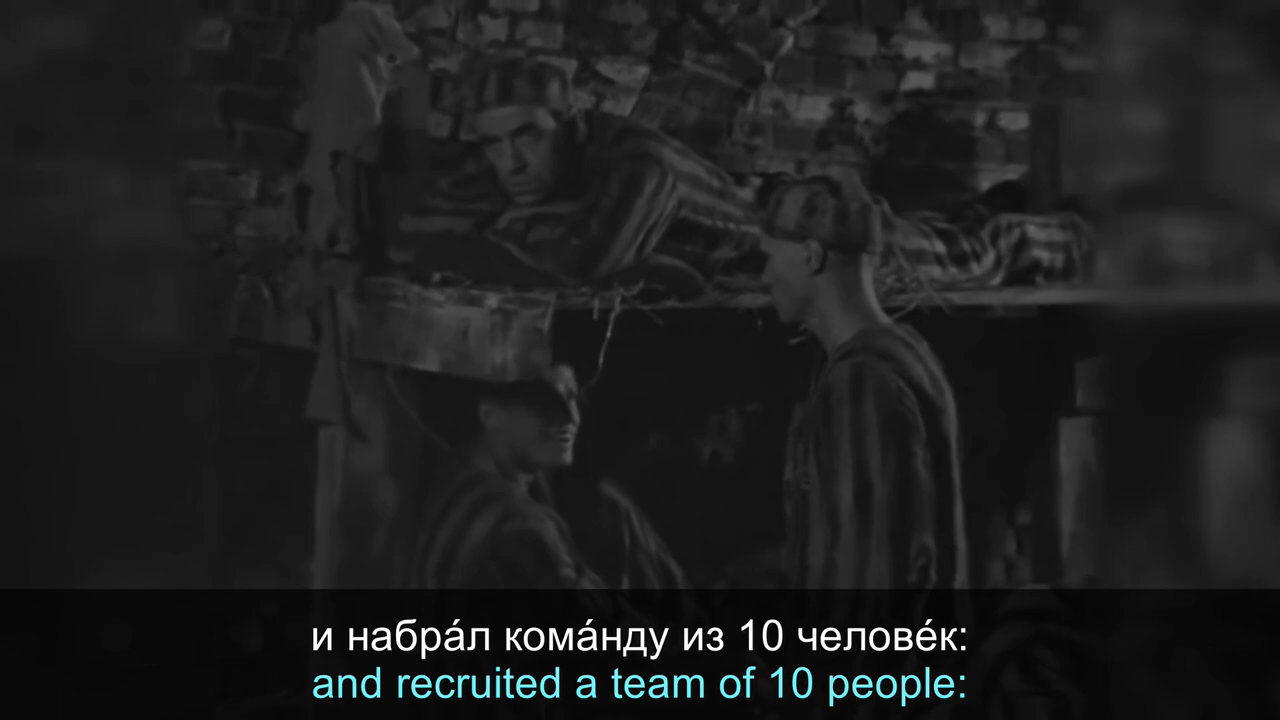 и набра́л кома́нду из 10 челове́к:
and recruited a team of 10 people: